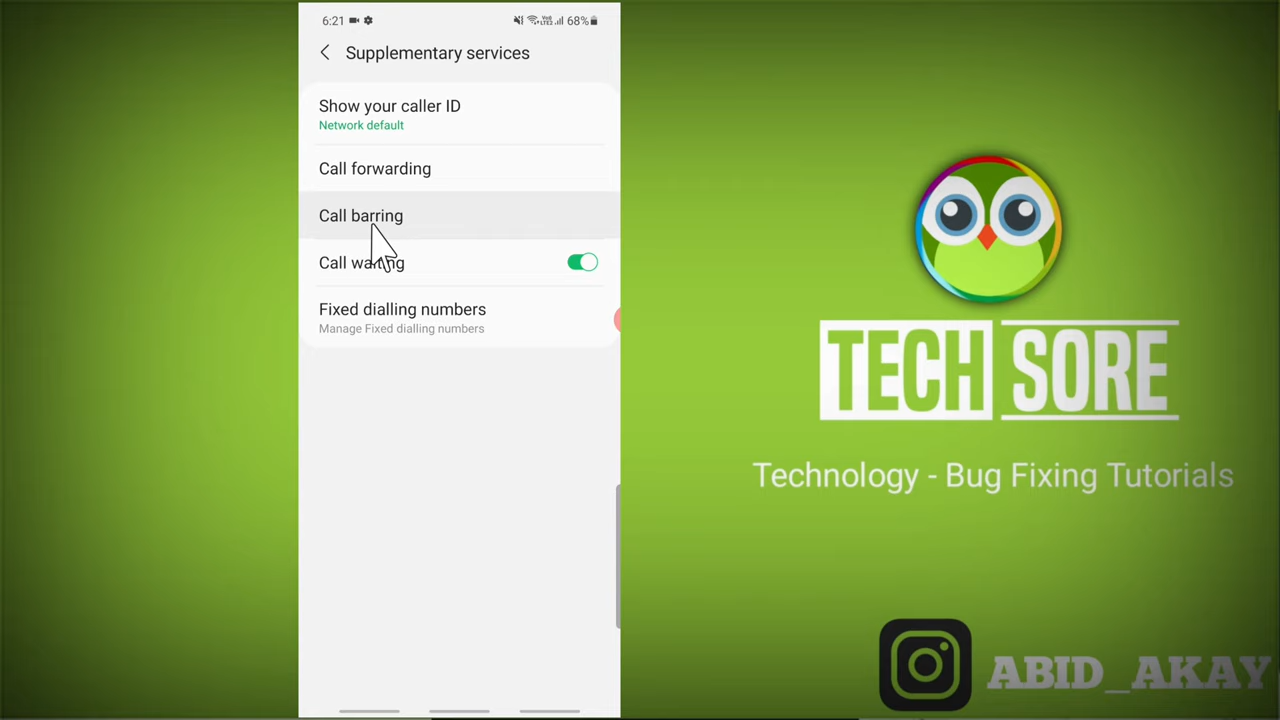 6:21
68%
Supplementary services
Show your caller ID
Network default
Call forwarding
Call barring
Call waiting
Fixed dialling numbers
Manage Fixed dialling numbers
TECH SORE
Technology - Bug Fixing Tutorials
ABID_AKAY